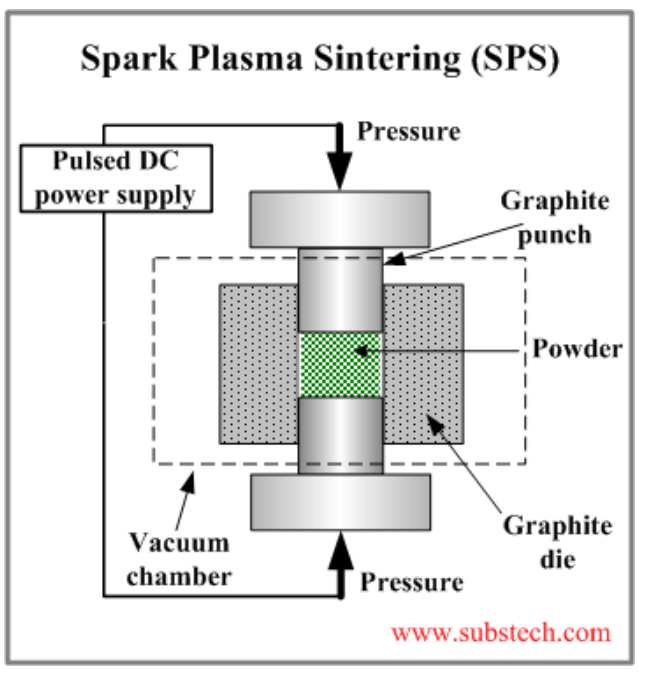 Spark Plasma Sintering (SPS)
Pressure
Pulsed DC
power supply
Graphite
punch
Powder
Graphite
die
Vacuum
chamber
Pressure
www.substech.com